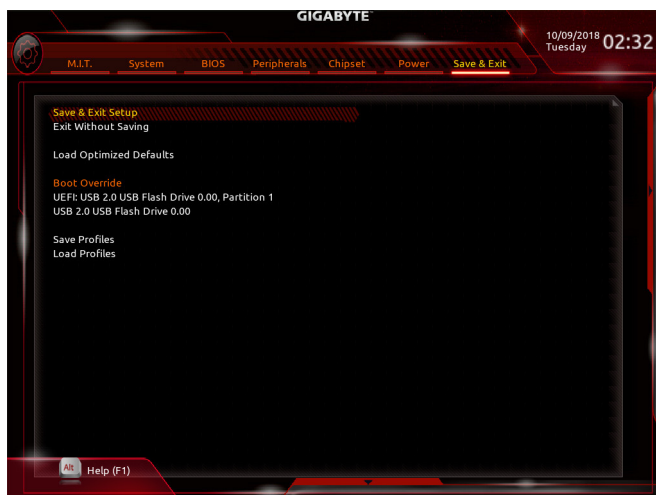 GIGABYTE™
10/09/2018
Tuesday
02:32
M.I.T. System BIOS Peripherals Chipset Power Save & Exit
Save & Exit Setup
Exit Without Saving
Load Optimized Defaults
Boot Override
UEFI: USB 2.0 USB Flash Drive 0.00, Partition 1
USB 2.0 USB Flash Drive 0.00
Save Profiles
Load Profiles
Alt Help (F1)